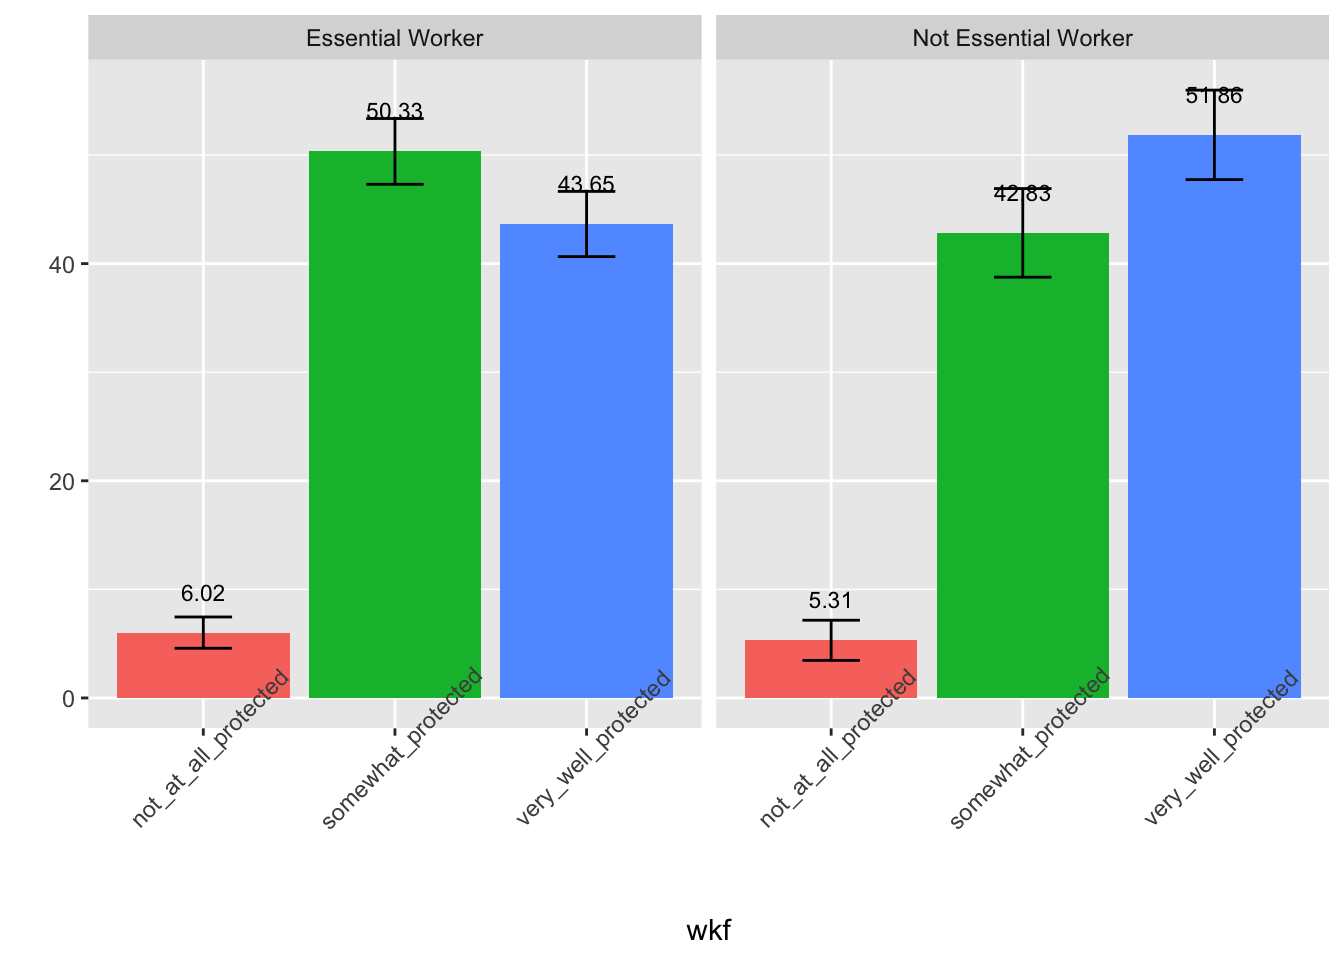 Essential Worker
Not Essential Worker
50.33
51.86
43.65
42.83
40
20
6.02
5.31
0
not_at_all_protected
somewhat_protected
very_well_protected
not_at_all_protected
somewhat_protected
very_well_protected
wkf